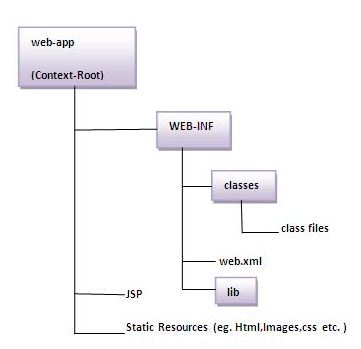 web-app
(Context-Root)
WEB-INF
classes
class files
web.xml
lib
JSP
Static Resources (eg. Html,Images,css etc. )